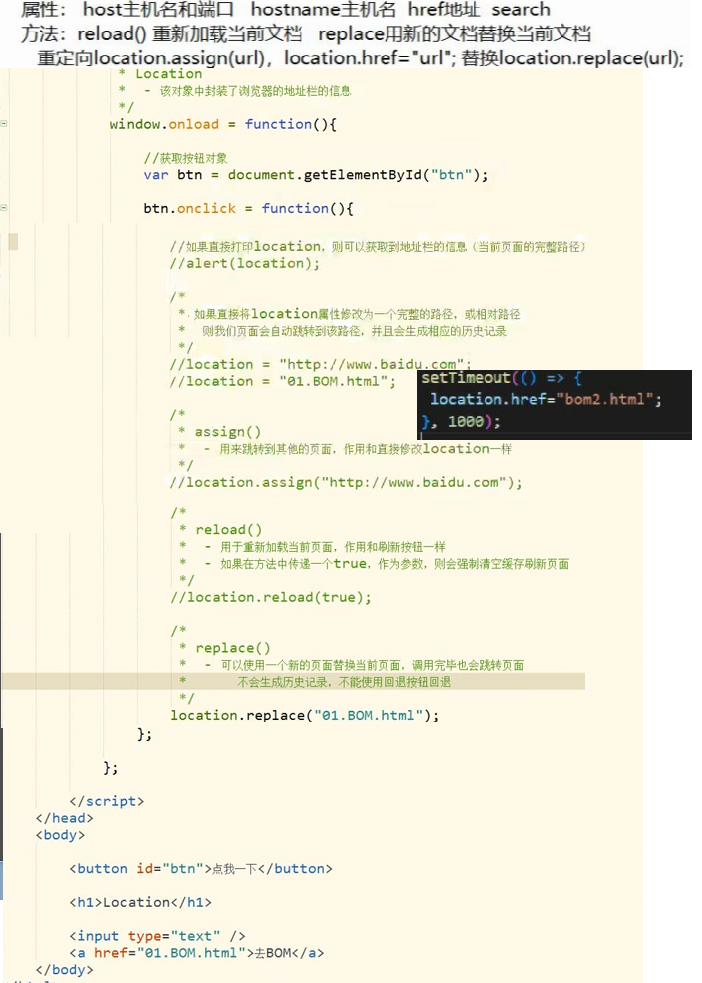 属性： host主机名和端口 hostname主机名 href地址 search
方法：reload() 重新加载当前文档 replace用新的文档替换当前文档
重定向location.assign(url)，location.href="url"; 替换location.replace(url);
* Location
* - 该对象中封装了浏览器的地址栏的信息
*/
window.onload = function(){
//获取按钮对象
var btn = document.getElementById("btn");
btn.onclick = function(){
//如果直接打印location，则可以获取到地址栏的信息（当前页面的完整路径）
//alert(location);
/*
* 如果直接将location属性修改为一个完整的路径，或相对路径
* 则我们页面会自动跳转到该路径，并且会生成相应的历史记录
*/
//location = "http://www.baidu.com";
//location = "01.BOM.html";
setTimeout(() => {
location.href="bom2.html";
}, 1000);
/*
* assign()
* - 用来跳转到其他的页面，作用和直接修改location一样
*/
//location.assign("http://www.baidu.com");
/*
* reload()
* - 用于重新加载当前页面，作用和刷新按钮一样
* - 如果在方法中传递一个true，作为参数，则会强制清空缓存刷新页面
*/
//location.reload(true);
/*
* replace()
* - 可以使用一个新的页面替换当前页面，调用完毕也会跳转页面
* 不会生成历史记录，不能使用回退按钮回退
*/
location.replace("01.BOM.html");
};
};
</script>
</head>
<body>
<button id="btn">点我一下</button>
<h1>Location</h1>
<input type="text" />
<a href="01.BOM.html">去BOM</a>
</body>